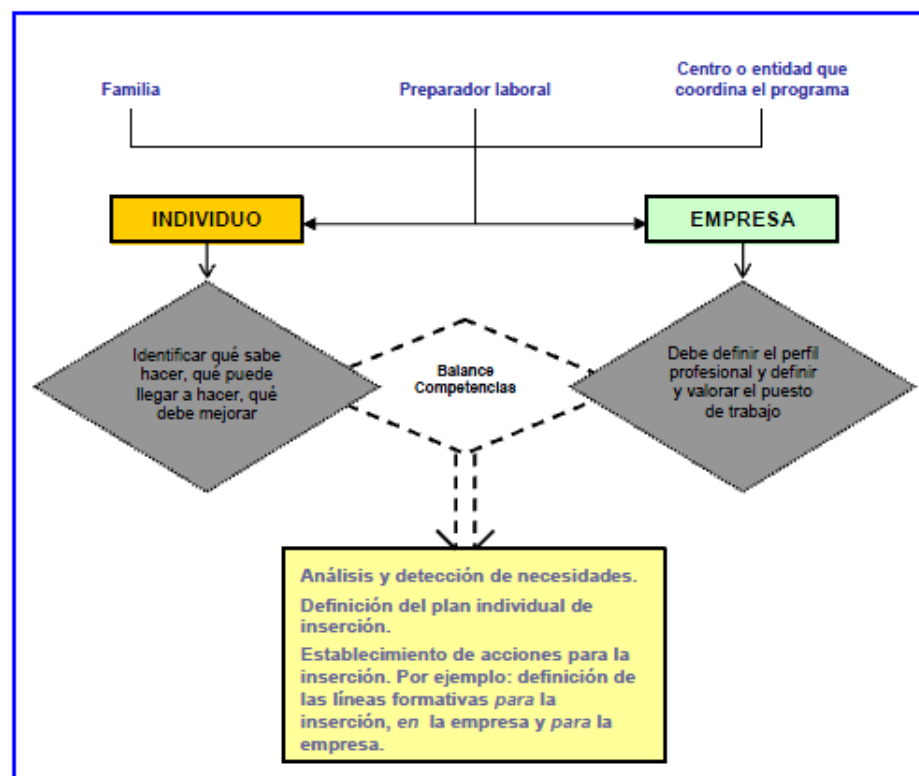 Familia
Preparador laboral
Centro o entidad que
coordina el programa
INDIVIDUO
EMPRESA
Identificar qué sabe
hacer, qué puede
llegar a hacer, qué
debe mejorar
Balance
Competencias
Debe definir el perfil
profesional y definir
y valorar el puesto
de trabajo
Análisis y detección de necesidades.
Definición del plan individual de
inserción.
Establecimiento de acciones para la
inserción. Por ejemplo: definición de
las líneas formativas para la
inserción, en la empresa y para la
empresa.